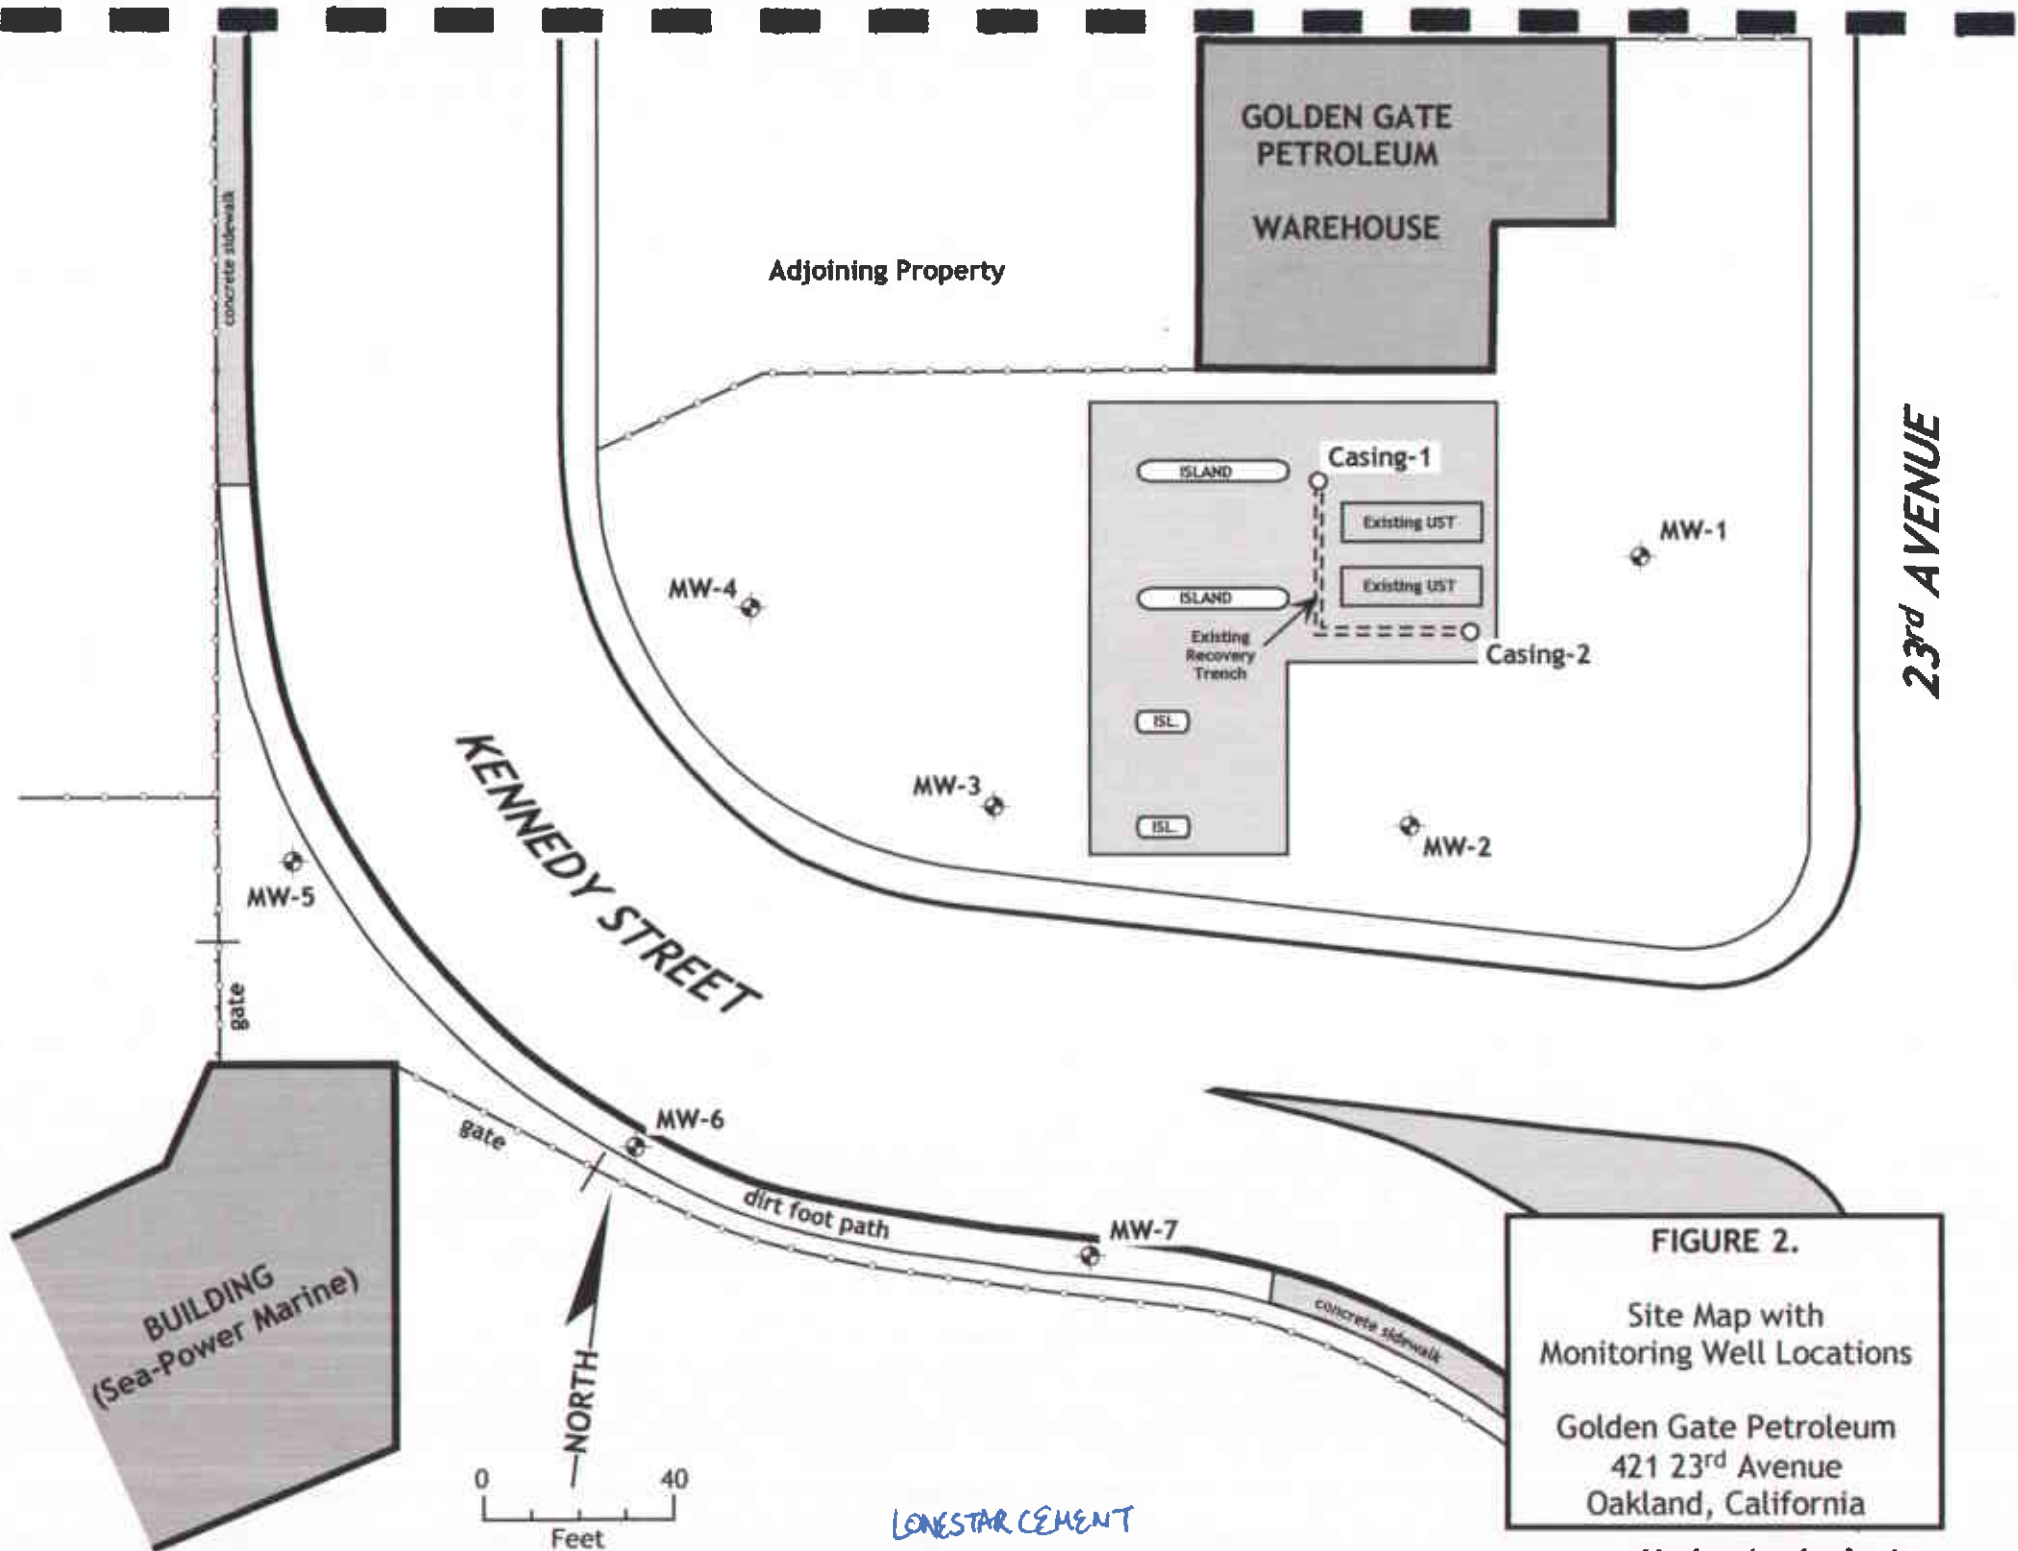 GOLDEN GATE
PETROLEUM
WAREHOUSE
concrete sidewalk
Adjoining Property
23rd AVENUE
Casing-1
ISLAND
Existing UST
MW-1
Existing UST
MW-4
ISLAND
Existing
Recovery
Trench
Casing-2
ISL.
KENNEDY STREET
MW-3
ISL.
MW-2
MW-5
gate
MW-6
gate
dirt foot path
MW-7
concrete sidewalk
BUILDING
(Sea-Power Marine)
NORTH
0 40
Feet
LONESTAR CEMENT
FIGURE 2.
Site Map with
Monitoring Well Locations
Golden Gate Petroleum
421 23rd Avenue
Oakland, California